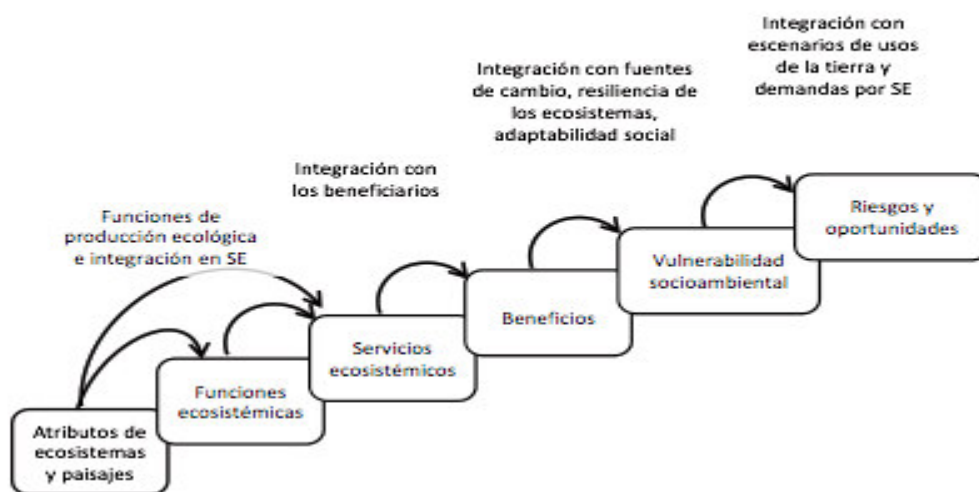 Integración con
escenarios de usos
de la tierra y
demandas por SE
Integración con fuentes
de cambio, resiliencia de
los ecosistemas,
adaptabilidad social
Integración con
los beneficiarios
Funciones de
producción ecológica
e integración en SE
Riesgos y
oportunidades
Vulnerabilidad
socioambiental
Beneficios
Servicios
ecosistémicos
Funciones
ecosistémicas
Atributos de
ecosistemas
y paisajes